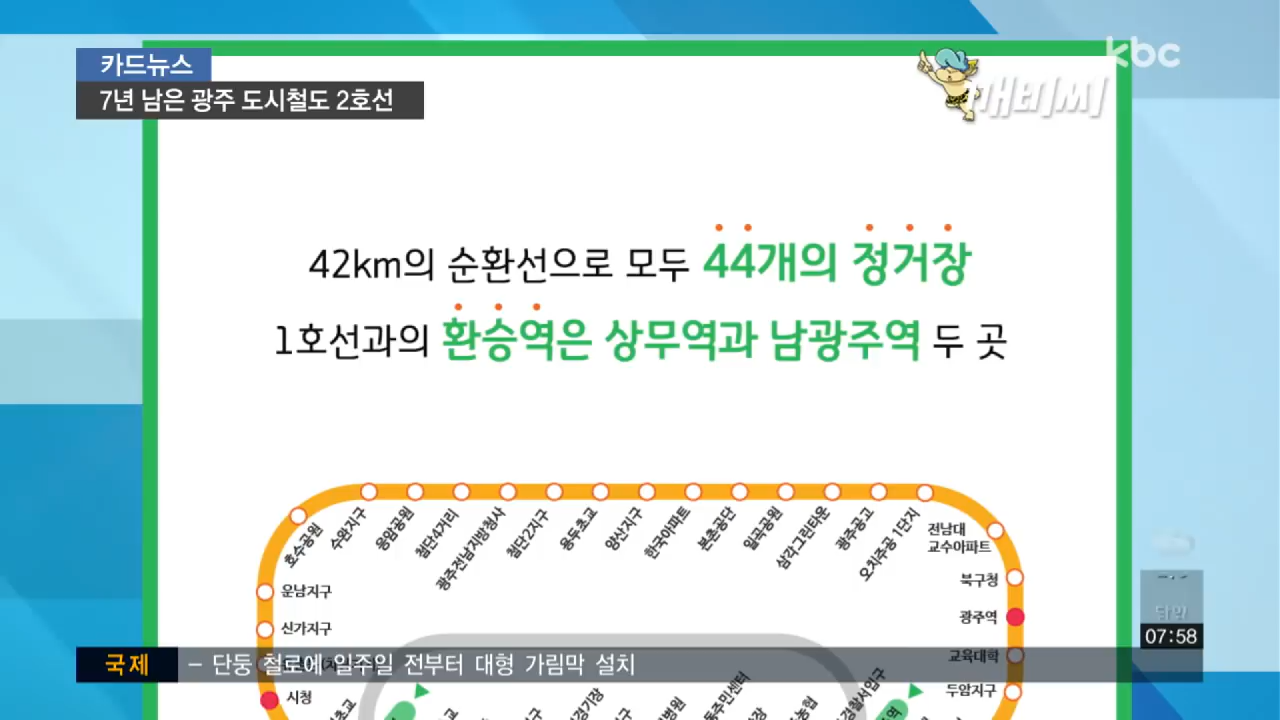 카드뉴스
kbc
7년 남은 광주 도시철도 2호선
42km의 순환선으로 모두 44개의 정거장
1호선과의 환승역은 상무역과 남광주역 두 곳
호수공원
수완지구
응암공원
첨단4거리
광주전남지방청사
첨단2지구
용두초교
양산지구
한국아파트
본촌공단
일곡공원
삼각그린타운
광주공고
오치주공 1단지
전남대
교수아파트
운남지구
북구청
신가지구
광주역
교육대학
시청
두암지구
07:58
국제
– 단둥 철로에 일주일 전부터 대형 가림막 설치